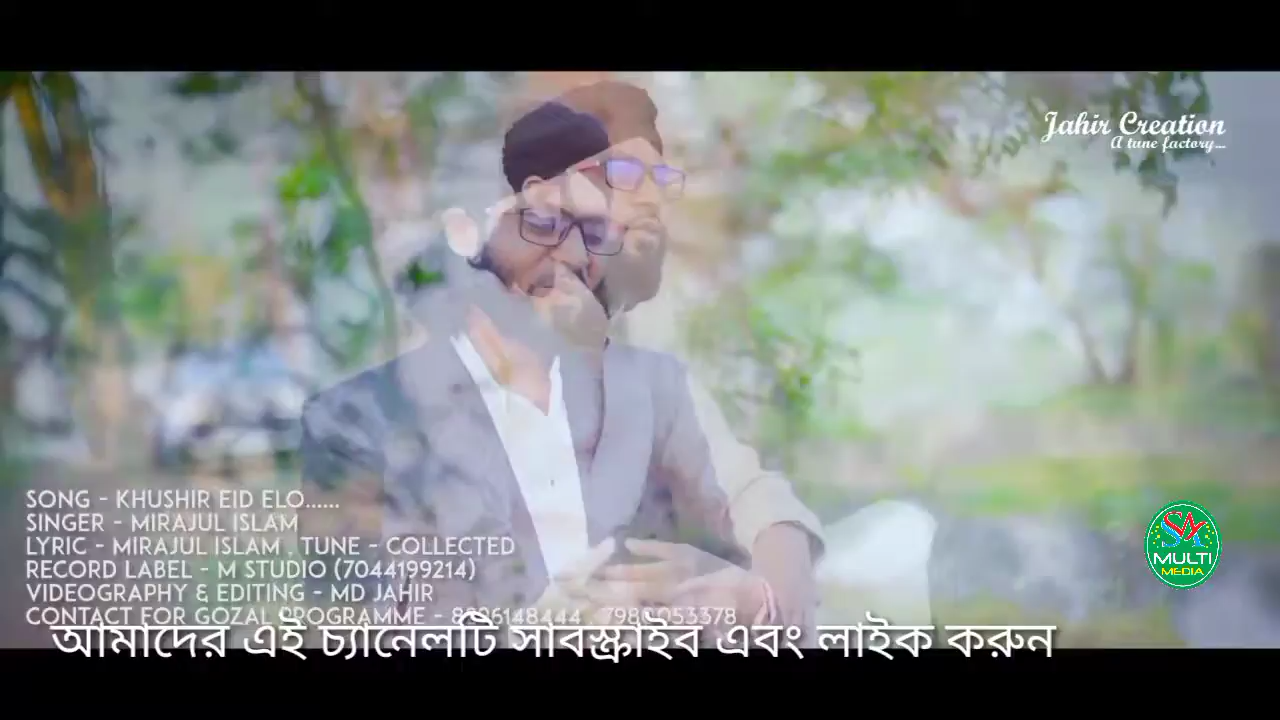 Jahir Creation
A tune factory...
SONG - KHUSHIR EID ELO......
SINGER - MIRAJUL ISLAM
LYRIC - MIRAJUL ISLAM , TUNE - COLLECTED
RECORD LABEL - M STUDIO (7044199214)
VIDEOGRAPHY & EDITING - MD JAHIR
CONTACT FOR GOZAL PROGRAMME -
আমাদের এই চ্যানেলটি সাবস্ক্রাইব এবং লাইক করুন
SA
MULTI
MEDIA